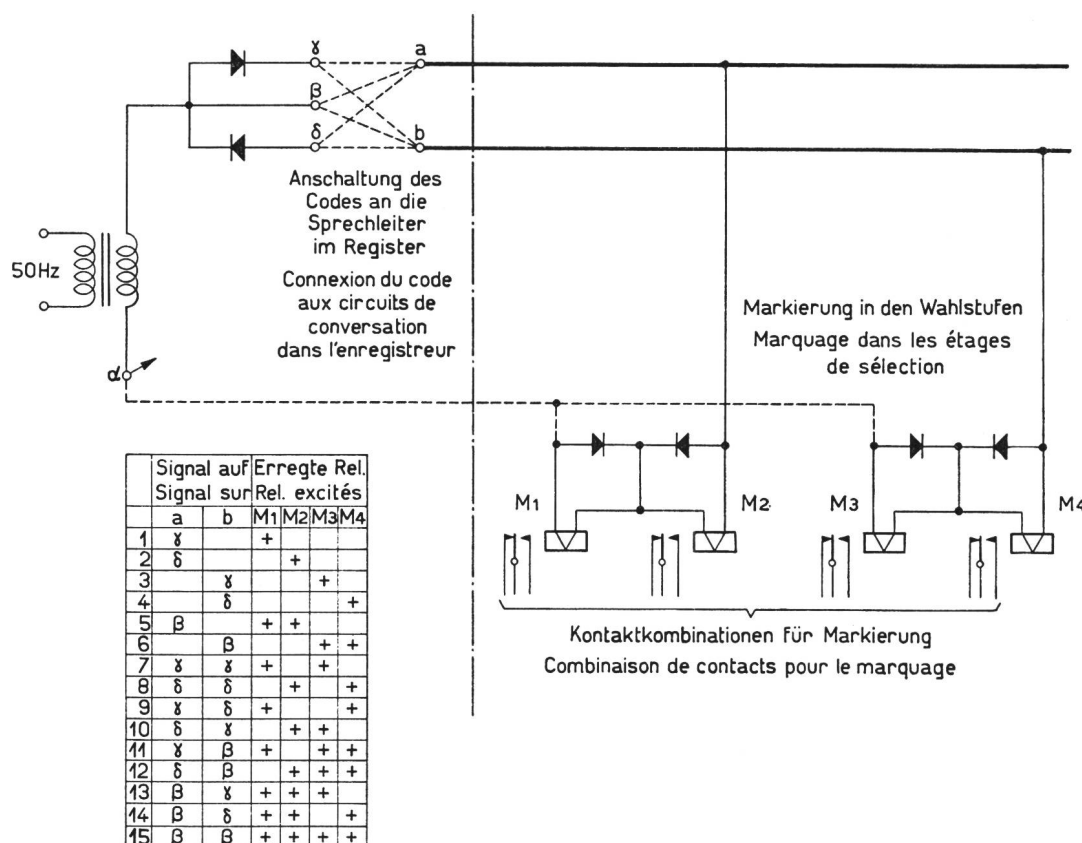 ɣ
a
β
δ
b
Anschaltung des
Codes an die
Sprechleiter
im Register
Connexion du code
aux circuits de
conversation
dans l'enregistreur
50Hz
α
Markierung in den Wahlstufen
Marquage dans les étages
de sélection
M1
M2
M3
M4
Kontaktkombinationen für Markierung
Combinaison de contacts pour le marquage
Signal auf Erregte Rel.
Signal sur Rel. excités
a b M1 M2 M3 M4
1 ɣ +
2 δ +
3 ɣ +
4 δ +
5 β + +
6 β + +
7 ɣ ɣ + +
8 δ δ + +
9 ɣ δ + +
10 δ ɣ + +
11 ɣ β + + +
12 δ β + + +
13 β ɣ + + +
14 β δ + + +
15 β β + + + +